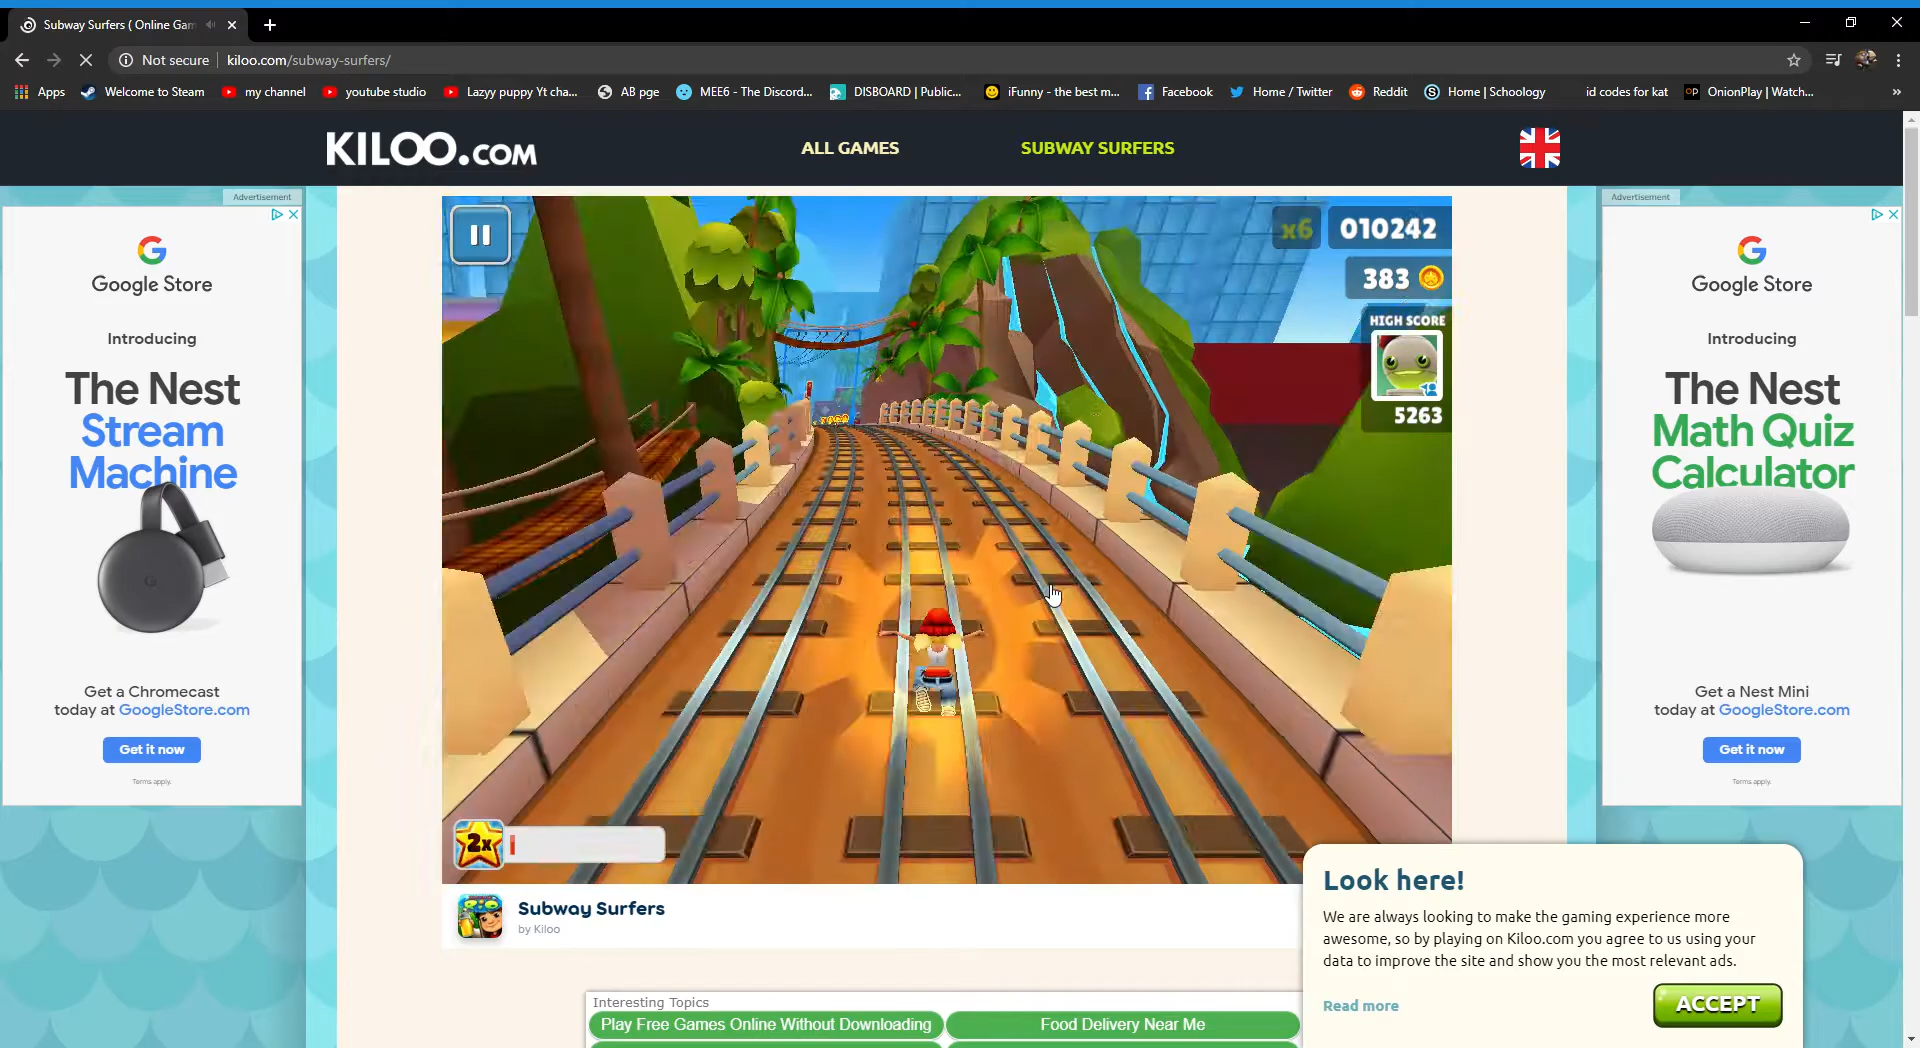 Subway Surfers ( Online Gam
Not secure kiloo.com/subway-surfers/
Apps Welcome to Steam my channel youtube studio Lazyy puppy Yt cha... AB pge MEE6 - The Discord... DISBOARD | Public... iFunny - the best m... Facebook Home / Twitter Reddit Home | Schoology id codes for kat OnionPlay | Watch... »
KILOO.COM ALL GAMES SUBWAY SURFERS
Advertisement
Google Store
Introducing
The Nest
Stream
Machine
Get a Chromecast
today at GoogleStore.com
Get it now
Terms apply.
x6 010242
383
HIGH SCORE
5263
2x
Subway Surfers
by Kiloo
Advertisement
Google Store
Introducing
The Nest
Math Quiz
Calculator
Get a Nest Mini
today at GoogleStore.com
Get it now
Terms apply.
Interesting Topics
Play Free Games Online Without Downloading
Food Delivery Near Me
Look here!
We are always looking to make the gaming experience more
awesome, so by playing on Kiloo.com you agree to us using your
data to improve the site and show you the most relevant ads.
Read more ACCEPT